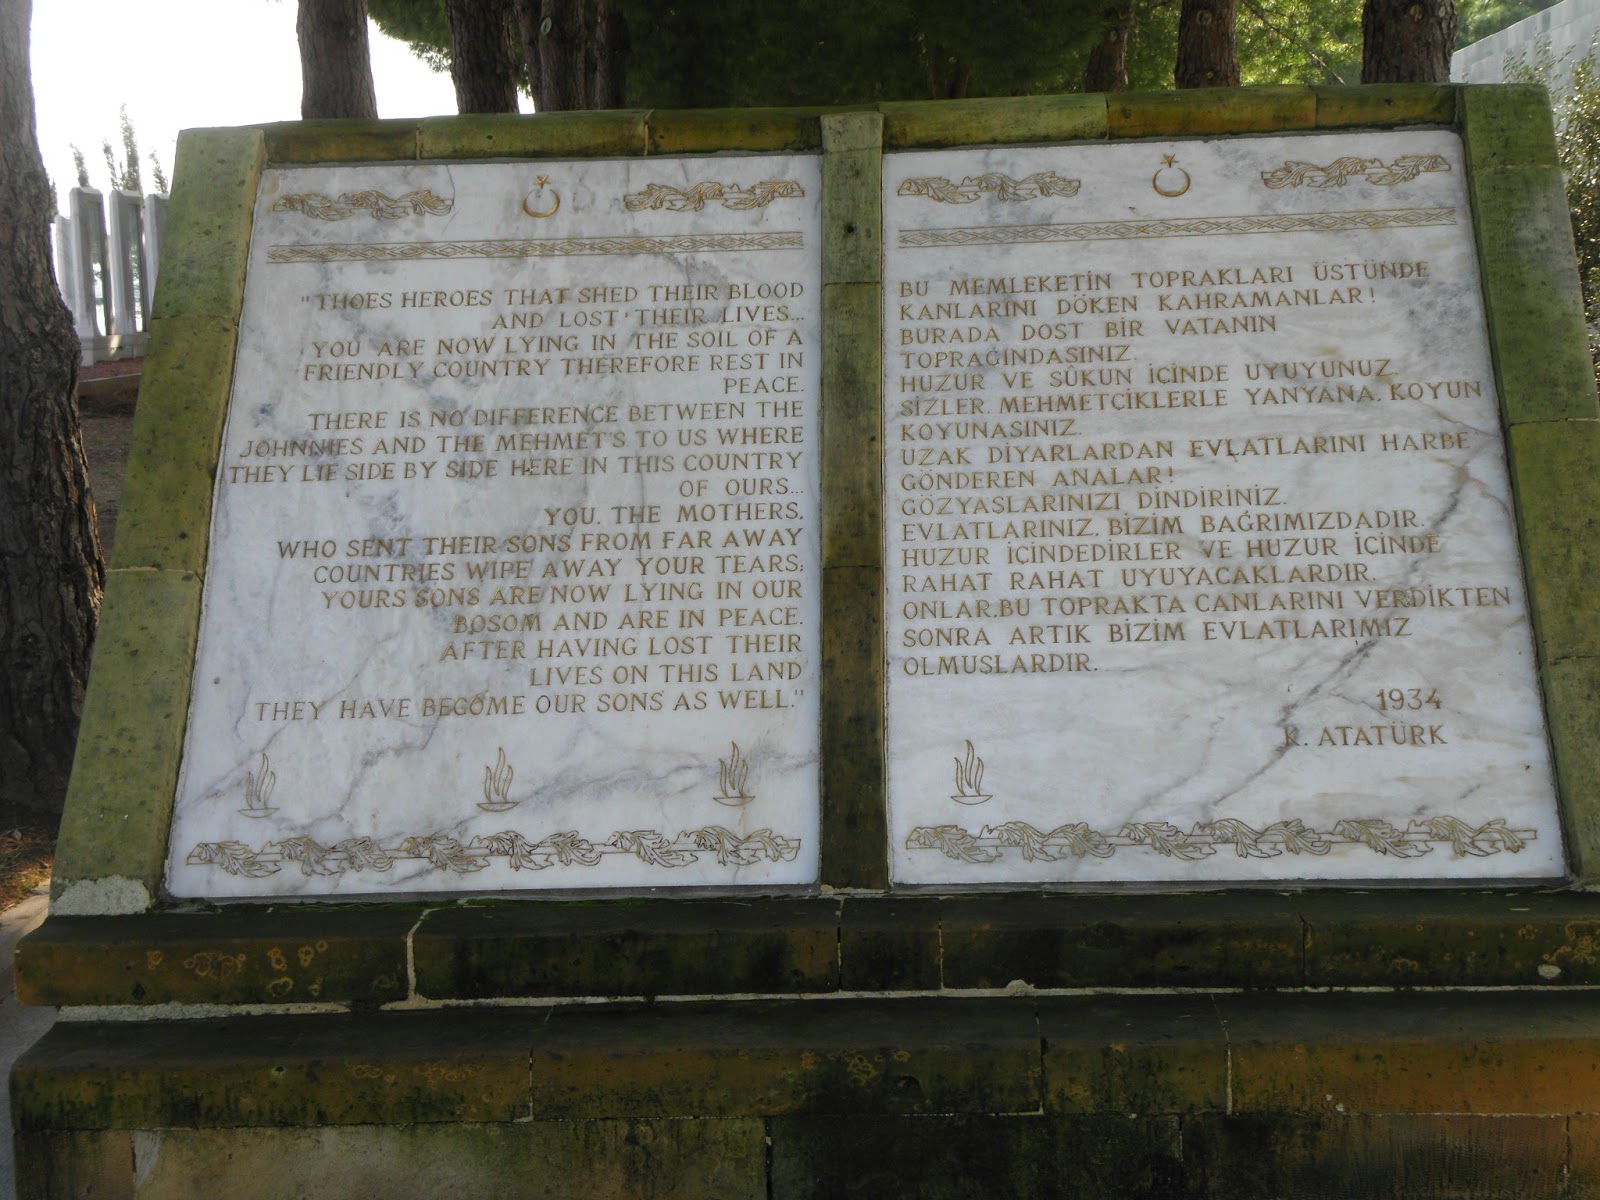 "THOES HEROES THAT SHED THEIR BLOOD
AND LOST THEIR LIVES...
YOU ARE NOW LYING IN THE SOIL OF A
FRIENDLY COUNTRY THEREFORE REST IN
PEACE.
THERE IS NO DIFFERENCE BETWEEN THE
JOHNNIES AND THE MEHMET'S TO US WHERE
THEY LIE SIDE BY SIDE HERE IN THIS COUNTRY
OF OURS...
YOU, THE MOTHERS,
WHO SENT THEIR SONS FROM FAR AWAY
COUNTRIES WIPE AWAY YOUR TEARS;
YOURS SONS ARE NOW LYING IN OUR
BOSOM AND ARE IN PEACE.
AFTER HAVING LOST THEIR
LIVES ON THIS LAND
THEY HAVE BECOME OUR SONS AS WELL."
BU MEMLEKETİN TOPRAKLARI ÜSTÜNDE
KANLARINI DÖKEN KAHRAMANLAR!
BURADA DOST BİR VATANIN
TOPRAĞINDASINIZ.
HUZUR VE SÛKUN İÇİNDE UYUYUNUZ.
SİZLER, MEHMETÇİKLERLE YANYANA, KOYUN
KOYUNASINIZ.
UZAK DİYARLARDAN EVLATLARINI HARBE
GÖNDEREN ANALAR!
GÖZYAŞLARINIZI DİNDİRİNİZ.
EVLATLARINIZ, BİZİM BAĞRIMIZDADIR.
HUZUR İÇİNDEDİRLER VE HUZUR İÇİNDE
RAHAT RAHAT UYUYACAKLARDIR.
ONLAR, BU TOPRAKTA CANLARINI VERDİKTEN
SONRA ARTIK BİZİM EVLATLARIMIZ
OLMUŞLARDIR.
1934
K. ATATÜRK